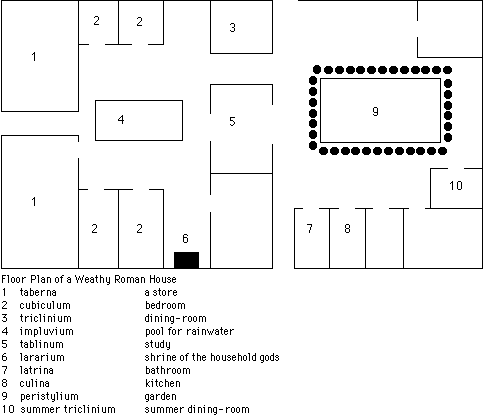 2 2
3
1
4
5
9
1
10
2 2
6
7 8
Floor Plan of a Weathy Roman House
1 taberna a store
2 cubiculum bedroom
3 triclinium dining-room
4 impluvium pool for rainwater
5 tablinum study
6 lararium shrine of the household gods
7 latrina bathroom
8 culina kitchen
9 peristylium garden
10 summer triclinium summer dining-room